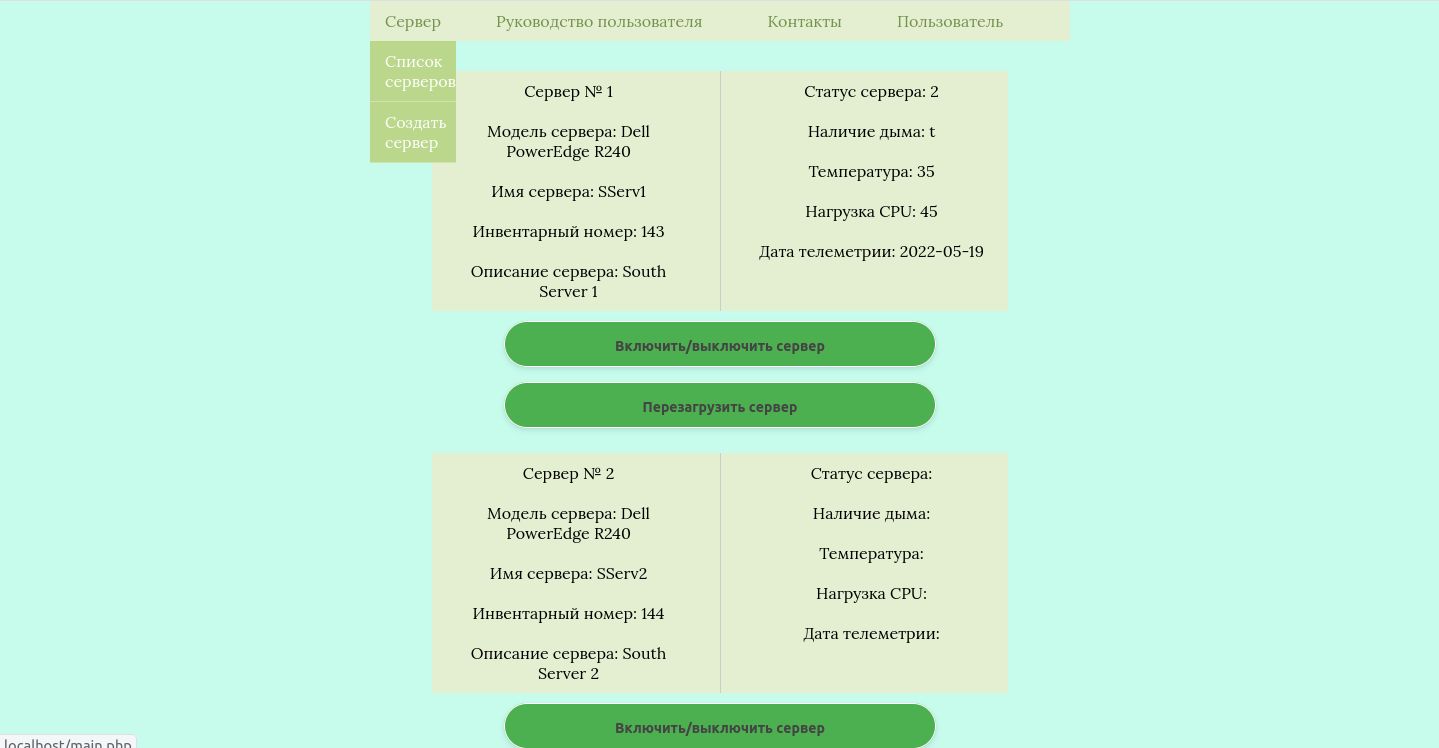 Сервер
Руководство пользователя
Контакты
Пользователь
Список
серверов
Создать
сервер
Сервер № 1
Модель сервера: Dell
PowerEdge R240
Имя сервера: SServ1
Инвентарный номер: 143
Описание сервера: South
Server 1
Статус сервера: 2
Наличие дыма: t
Температура: 35
Нагрузка CPU: 45
Дата телеметрии: 2022-05-19
Включить/выключить сервер
Перезагрузить сервер
Сервер № 2
Модель сервера: Dell
PowerEdge R240
Имя сервера: SServ2
Инвентарный номер: 144
Описание сервера: South
Server 2
Статус сервера:
Наличие дыма:
Температура:
Нагрузка CPU:
Дата телеметрии:
Включить/выключить сервер
localhost/main.php